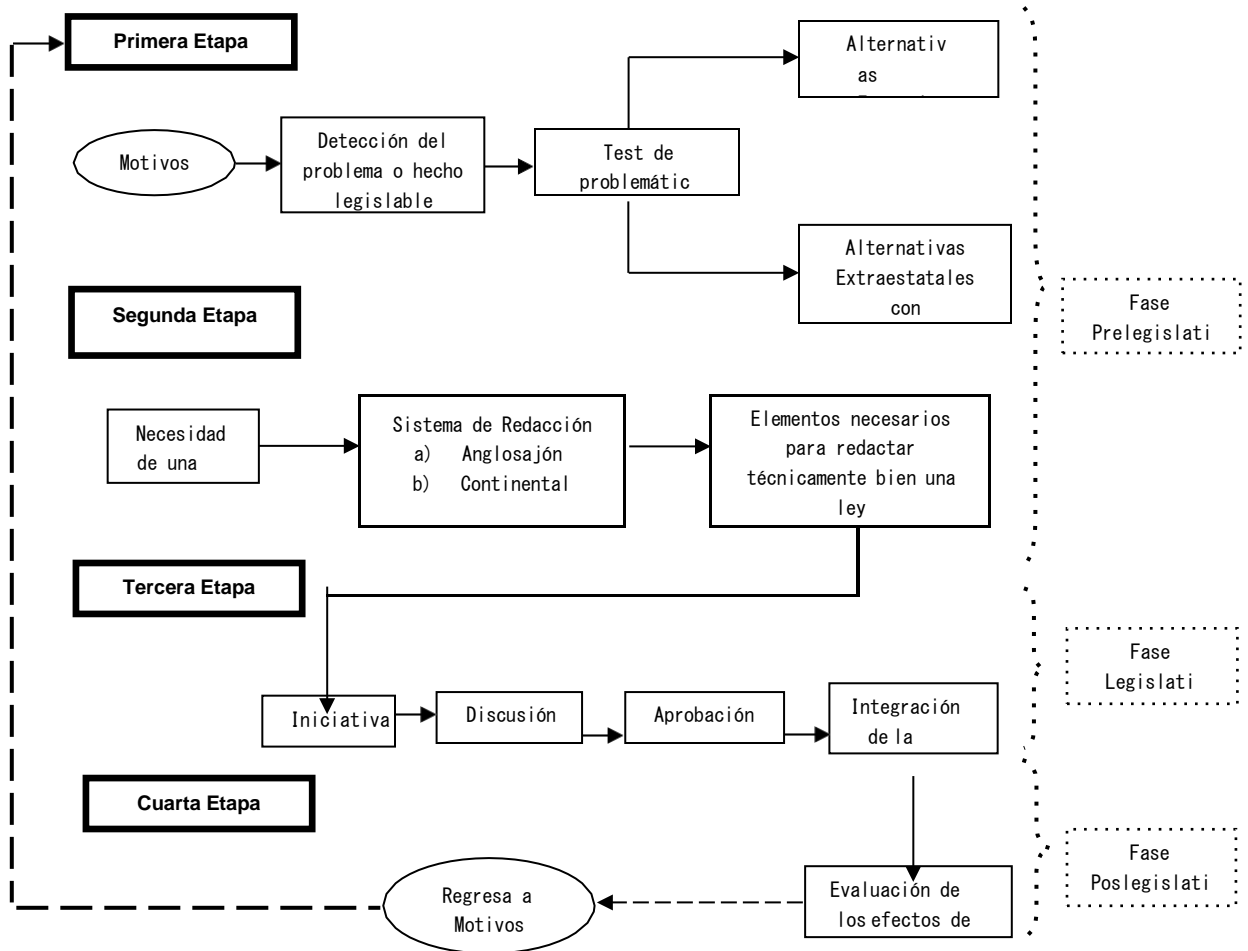 Primera Etapa
Alternativ
as
Motivos
Detección del
problema o hecho
legislable
Test de
problemátic
Alternativas
Extraestatales
con
Segunda Etapa
Fase
Prelegislati
Necesidad
de una
Sistema de Redacción
a) Anglosajón
b) Continental
Elementos necesarios
para redactar
técnicamente bien una
ley
Tercera Etapa
Fase
Legislati
Iniciativa
Discusión
Aprobación
Integración
de la
Cuarta Etapa
Fase
Poslegislati
Regresa a
Motivos
Evaluación de
los efectos de